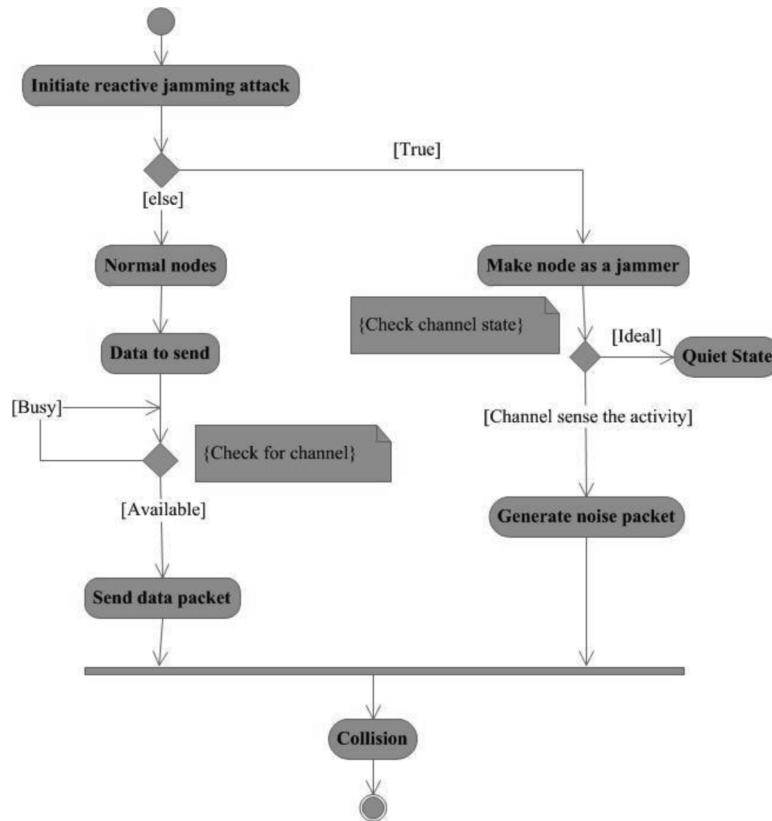 Initiate reactive jamming attack
[True]
[else]
Normal nodes
Make node as a jammer
{Check channel state}
Data to send
[Ideal]
Quiet State
[Busy]
[Channel sense the activity]
{Check for channel}
[Available]
Generate noise packet
Send data packet
Collision